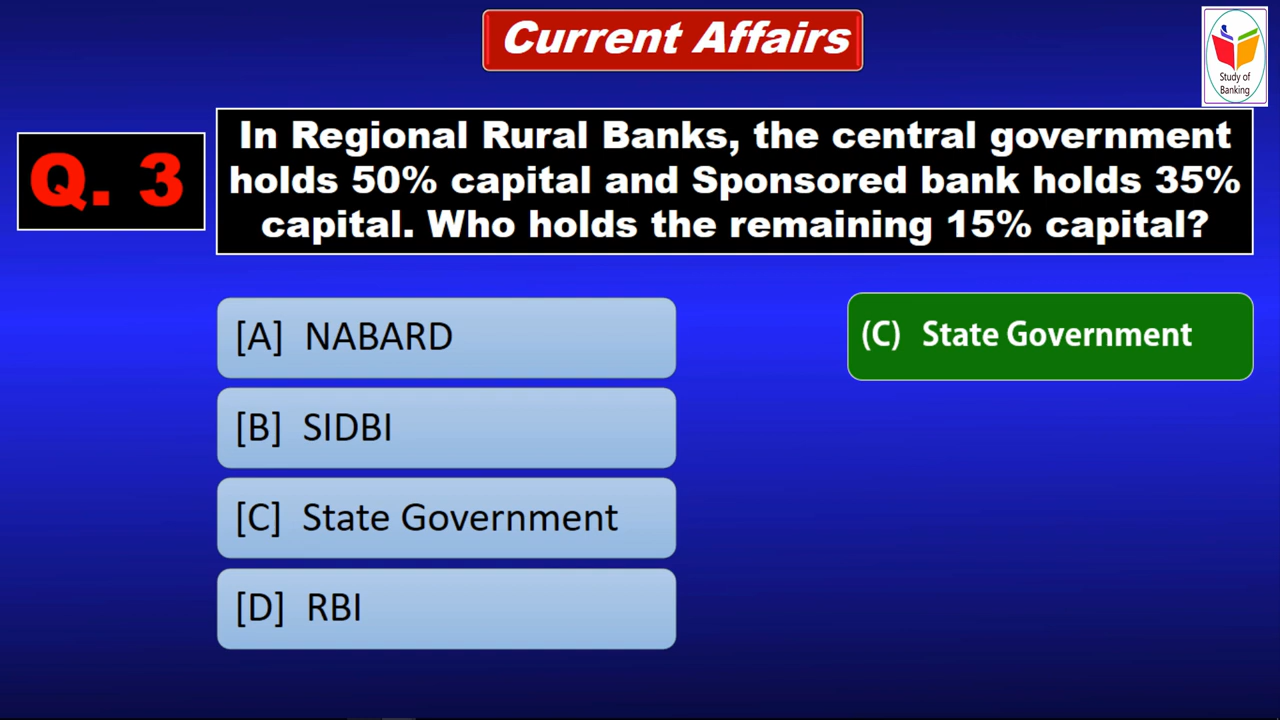 Current Affairs
Study of
Banking
Q. 3
In Regional Rural Banks, the central government
holds 50% capital and Sponsored bank holds 35%
capital. Who holds the remaining 15% capital?
[A] NABARD
(C) State Government
[B] SIDBI
[C] State Government
[D] RBI